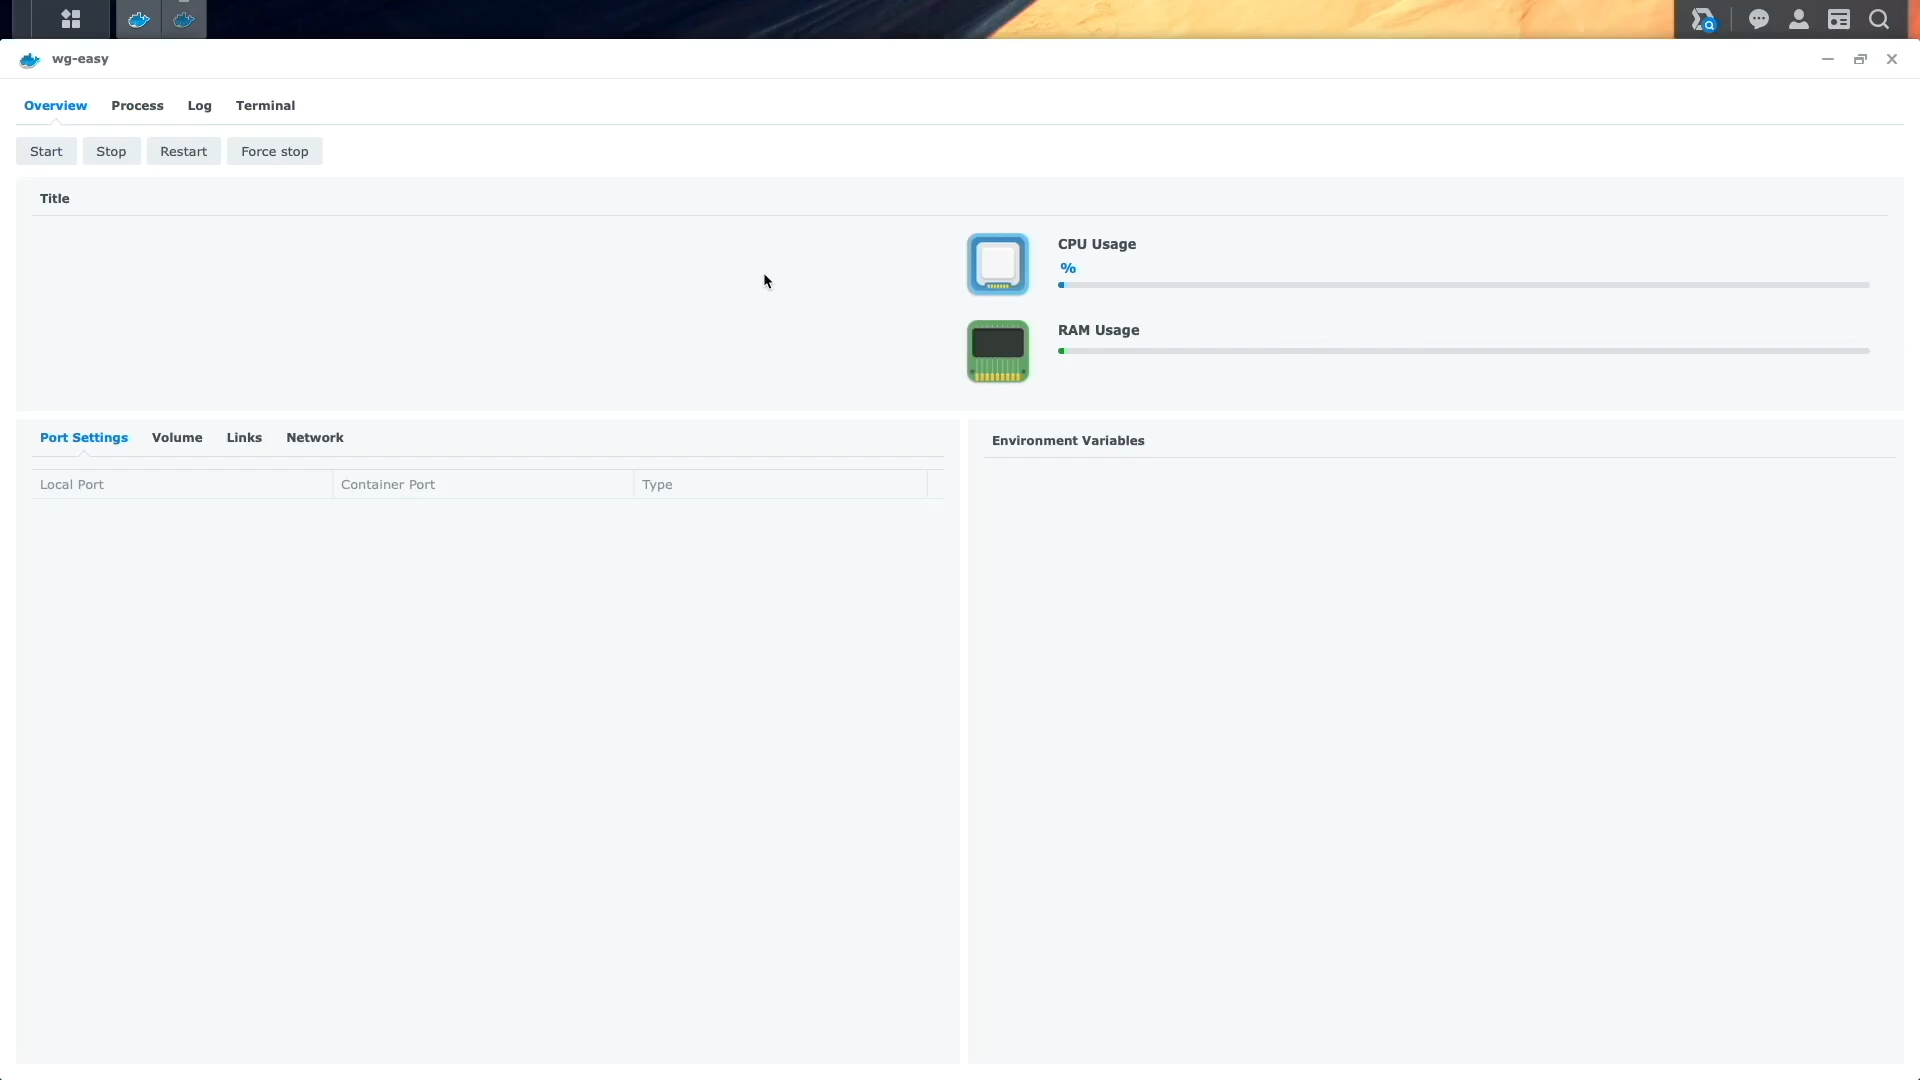 wg-easy
Overview Process Log Terminal
Start Stop Restart Force stop
Title
CPU Usage
%
RAM Usage
Port Settings Volume Links Network
Local Port Container Port Type
Environment Variables